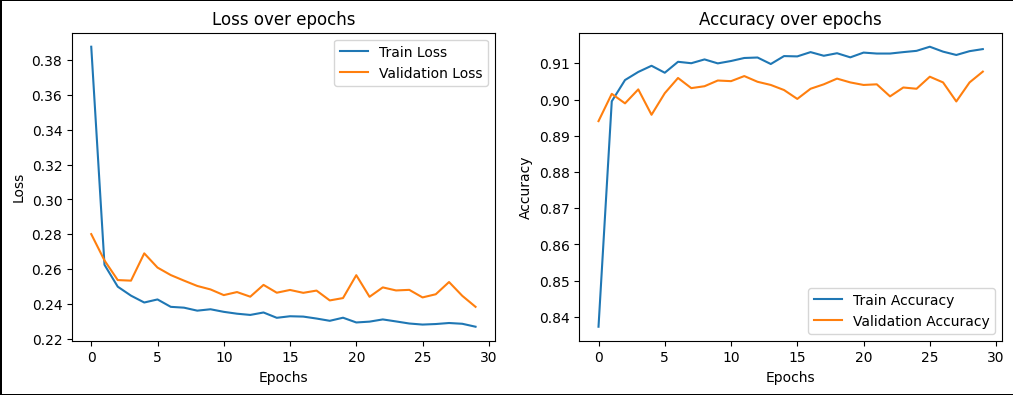 Loss over epochs
Train Loss
Validation Loss
0.38
0.36
0.34
0.32
0.30
0.28
0.26
0.24
0.22
Loss
0 5 10 15 20 25 30
Epochs
Accuracy over epochs
0.91
0.90
0.89
0.88
0.87
0.86
0.85
0.84
Accuracy
Train Accuracy
Validation Accuracy
0 5 10 15 20 25 30
Epochs